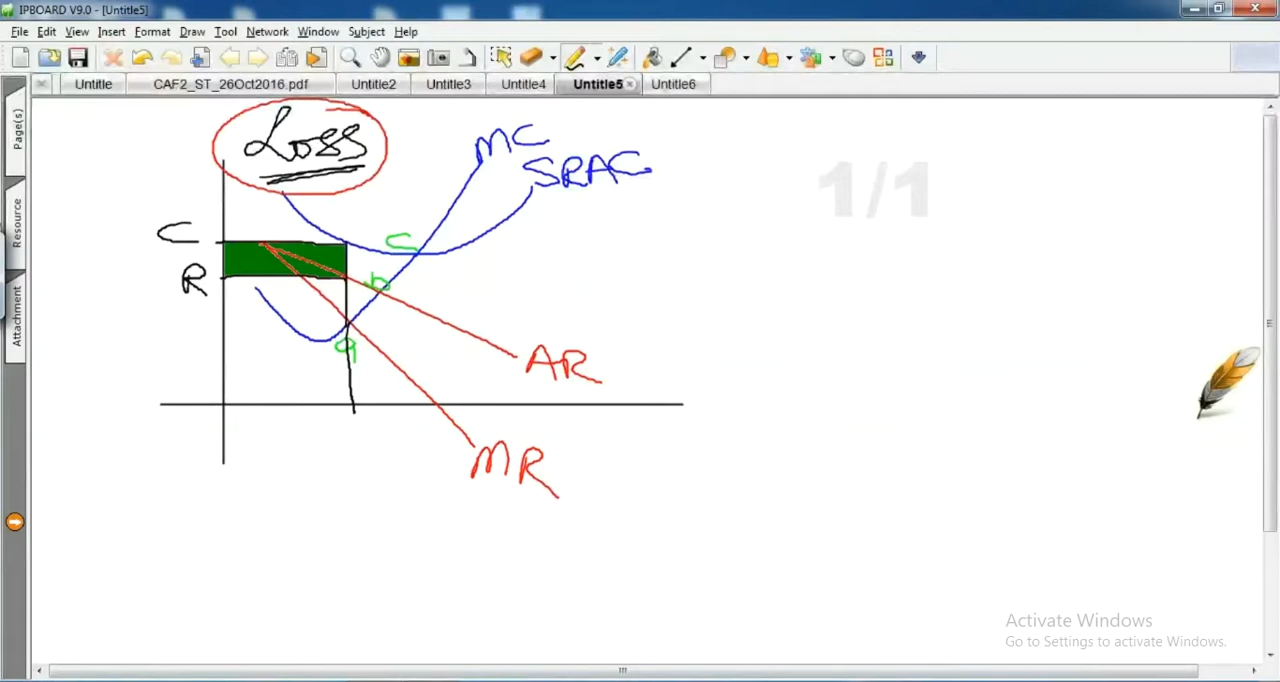 IPBOARD V9.0 - [Untitle5]
File Edit View Insert Format Draw Tool Network Window Subject Help
Untitle CAF2_ST_26Oct2016.pdf Untitle2 Untitle3 Untitle4 Untitle5 Untitle6
Page(s)
Resource
Attachment
1/1
Loss
MC
SRAC
C
R
c
b
a
AR
MR
Activate Windows
Go to Settings to activate Windows.